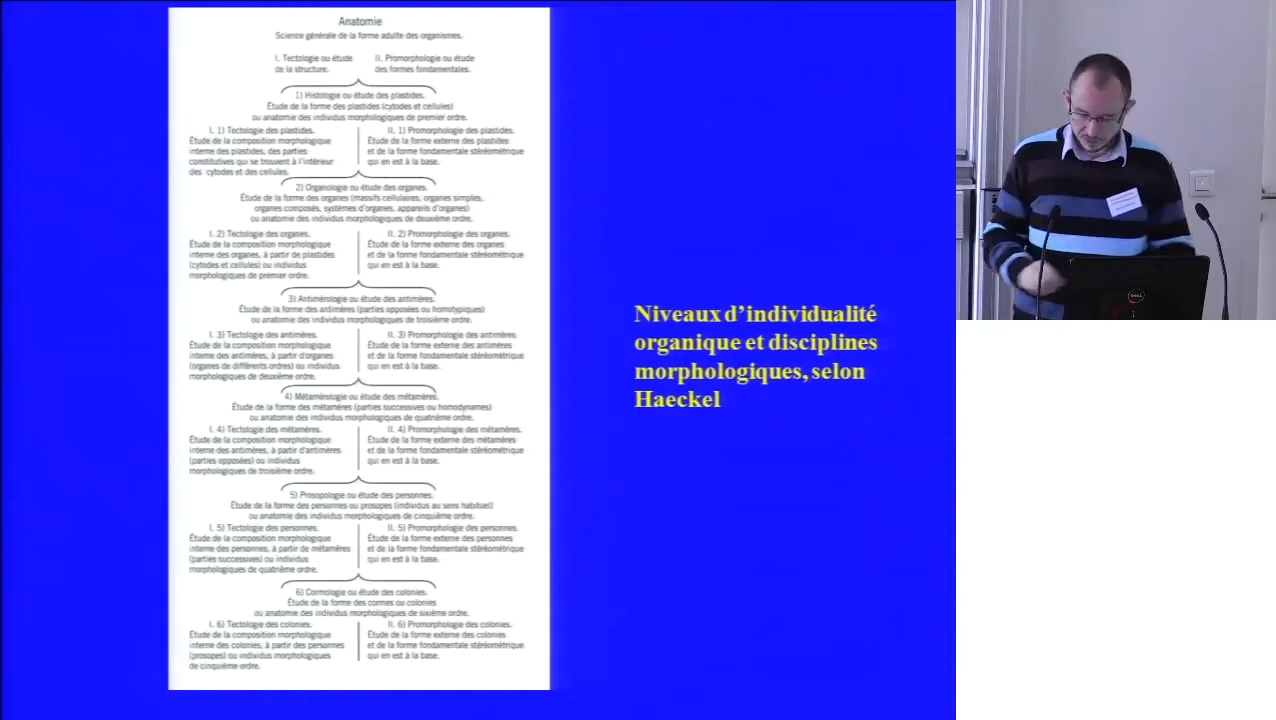 Anatomie
Science générale de la forme adulte des organismes.
I. Tectologie ou étude
de la structure.
II. Promorphologie ou étude
des formes fondamentales.
1) Histologie ou étude des plastides.
Étude de la forme des plastides (cytodes et cellules)
ou anatomie des individus morphologiques de premier ordre.
I. 1) Tectologie des plastides.
Étude de la composition morphologique
interne des plastides, des parties
constitutives qui se trouvent à l'intérieur
des cytodes et des cellules.
II. 1) Promorphologie des plastides.
Étude de la forme externe des plastides
et de la forme fondamentale stéréométrique
qui en est à la base.
2) Organologie ou étude des organes.
Étude de la forme des organes (massifs cellulaires, organes simples,
organes composés, systèmes d'organes, appareils d'organes)
ou anatomie des individus morphologiques de deuxième ordre.
I. 2) Tectologie des organes.
Étude de la composition morphologique
interne des organes, à partir de plastides
(cytodes et cellules) ou individus
morphologiques de premier ordre.
II. 2) Promorphologie des organes.
Étude de la forme externe des organes
et de la forme fondamentale stéréométrique
qui en est à la base.
3) Antimérologie ou étude des antimères.
Étude de la forme des antimères (parties opposées ou homotypiques)
ou anatomie des individus morphologiques de troisième ordre.
I. 3) Tectologie des antimères.
Étude de la composition morphologique
interne des antimères, à partir d'organes
(organes de différents ordres) ou individus
morphologiques de deuxième ordre.
II. 3) Promorphologie des antimères.
Étude de la forme externe des antimères
et de la forme fondamentale stéréométrique
qui en est à la base.
4) Métamérologie ou étude des métamères.
Étude de la forme des métamères (parties successives ou homodynames)
ou anatomie des individus morphologiques de quatrième ordre.
I. 4) Tectologie des métamères.
Étude de la composition morphologique
interne des antimères, à partir d'antimères
(parties opposées) ou individus
morphologiques de troisième ordre.
II. 4) Promorphologie des métamères.
Étude de la forme externe des métamères
et de la forme fondamentale stéréométrique
qui en est à la base.
5) Prosopologie ou étude des personnes.
Étude de la forme des personnes ou prosopes (individus au sens habituel)
ou anatomie des individus morphologiques de cinquième ordre.
I. 5) Tectologie des personnes.
Étude de la composition morphologique
interne des personnes, à partir de métamères
(parties successives) ou individus
morphologiques de quatrième ordre.
II. 5) Promorphologie des personnes.
Étude de la forme externe des personnes
et de la forme fondamentale stéréométrique
qui en est à la base.
6) Cormologie ou étude des colonies.
Étude de la forme des cormes ou colonies
ou anatomie des individus morphologiques de sixième ordre.
I. 6) Tectologie des colonies.
Étude de la composition morphologique
interne des colonies, à partir des personnes
(prosopes) ou individus morphologiques
de cinquième ordre.
II. 6) Promorphologie des colonies.
Étude de la forme externe des colonies
et de la forme fondamentale stéréométrique
qui en est à la base.
Niveaux d'individualité
organique et disciplines
morphologiques, selon
Haeckel
DELL